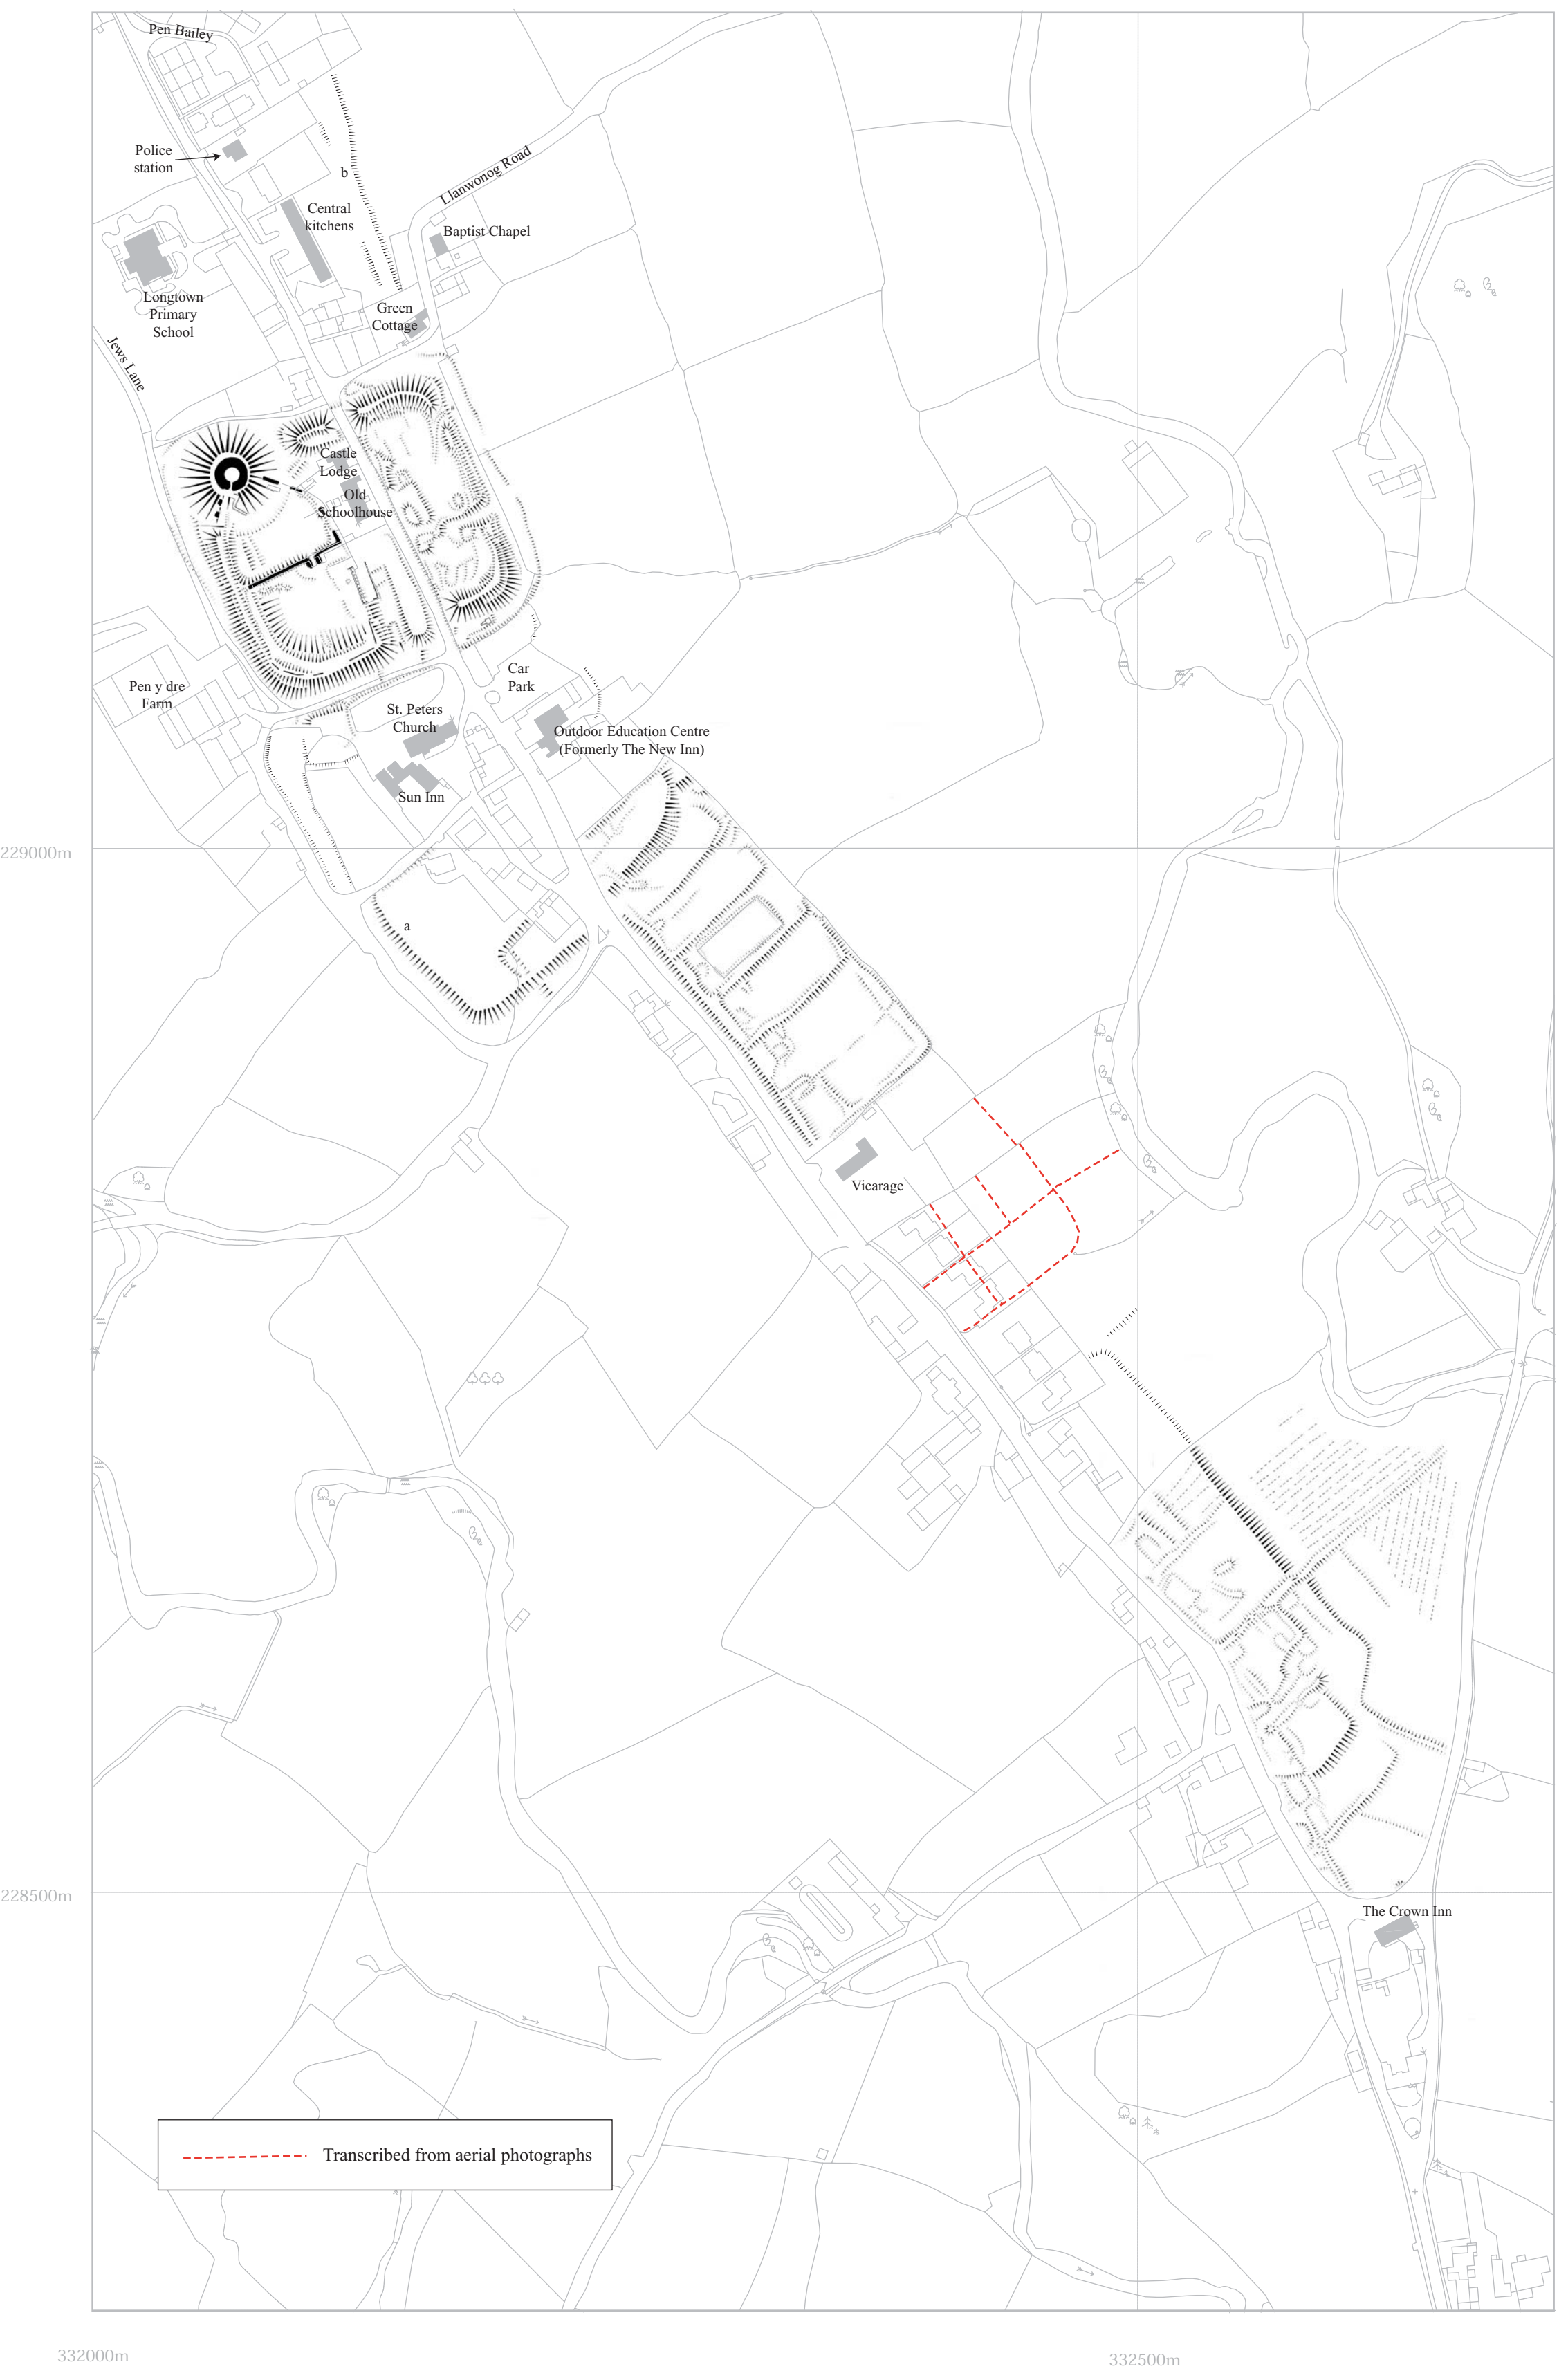 Pen Bailey
Police
station
b
Llanwonog Road
Central
kitchens
Baptist Chapel
Longtown
Primary
School
Green
Cottage
Jews Lane
Castle
Lodge
Old
Schoolhouse
Pen y dre
Farm
Car
Park
St. Peters
Church
Outdoor Education Centre
(Formerly The New Inn)
Sun Inn
229000m
a
Vicarage
228500m
The Crown Inn
Transcribed from aerial photographs
332000m
332500m